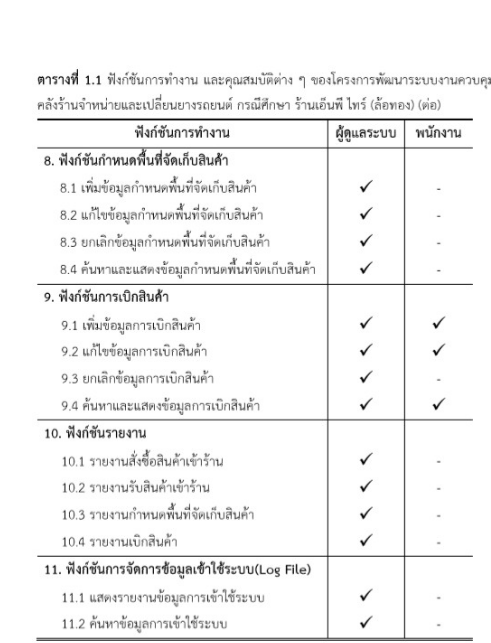 ตารางที่ 1.1 ฟังก์ชันการทำงาน และคุณสมบัติต่าง ๆ ของโครงการพัฒนาระบบงานควบคุม
คลังร้านจำหน่ายและเปลี่ยนยางรถยนต์ กรณีศึกษา ร้านเอ็นพี ไทร์ (ล้อทอง) (ต่อ)
ฟังก์ชันการทำงาน ผู้ดูแลระบบ พนักงาน
8. ฟังก์ชันกำหนดพื้นที่จัดเก็บสินค้า
8.1 เพิ่มข้อมูลกำหนดพื้นที่จัดเก็บสินค้า ✓ -
8.2 แก้ไขข้อมูลกำหนดพื้นที่จัดเก็บสินค้า ✓ -
8.3 ยกเลิกข้อมูลกำหนดพื้นที่จัดเก็บสินค้า ✓ -
8.4 ค้นหาและแสดงข้อมูลกำหนดพื้นที่จัดเก็บสินค้า ✓ -
9. ฟังก์ชันการเบิกสินค้า
9.1 เพิ่มข้อมูลการเบิกสินค้า ✓ ✓
9.2 แก้ไขข้อมูลการเบิกสินค้า ✓ ✓
9.3 ยกเลิกข้อมูลการเบิกสินค้า ✓ -
9.4 ค้นหาและแสดงข้อมูลการเบิกสินค้า ✓ ✓
10. ฟังก์ชันรายงาน
10.1 รายงานสั่งซื้อสินค้าเข้าร้าน ✓ -
10.2 รายงานรับสินค้าเข้าร้าน ✓ -
10.3 รายงานกำหนดพื้นที่จัดเก็บสินค้า ✓ -
10.4 รายงานเบิกสินค้า ✓ -
11. ฟังก์ชันการจัดการข้อมูลเข้าใช้ระบบ(Log File)
11.1 แสดงรายงานข้อมูลการเข้าใช้ระบบ ✓ -
11.2 ค้นหาข้อมูลการเข้าใช้ระบบ ✓ -